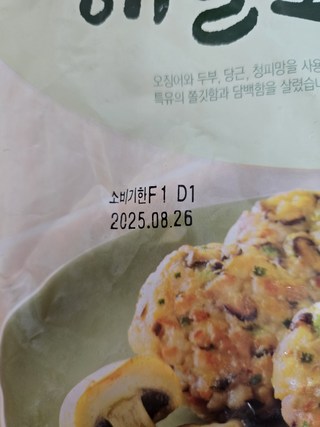 오징어와 두부, 당근, 청피망을 사용
특유의 쫄깃함과 담백함을 살렸습니
소비기한F1 D1
2025.08.26